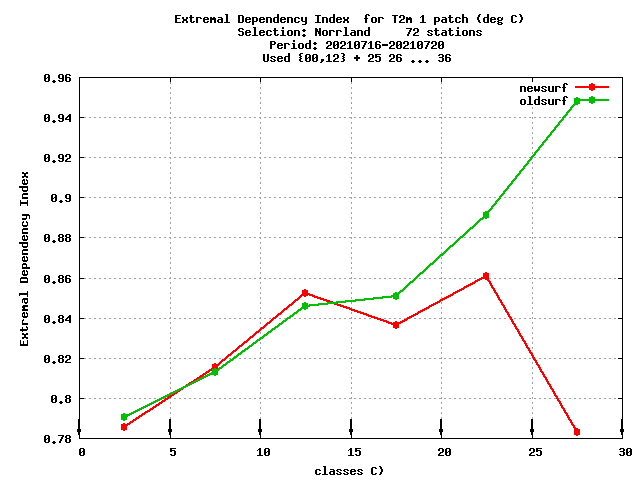 Extremal Dependency Index  for T2m 1 patch (deg C)
Selection: Norrland     72 stations
Period: 20210716-20210720
Used {00,12} + 25 26 ... 36
newsurf
oldsurf
Extremal Dependency Index
0.96
0.94
0.92
0.9
0.88
0.86
0.84
0.82
0.8
0.78
0 5 10 15 20 25 30
classes C)